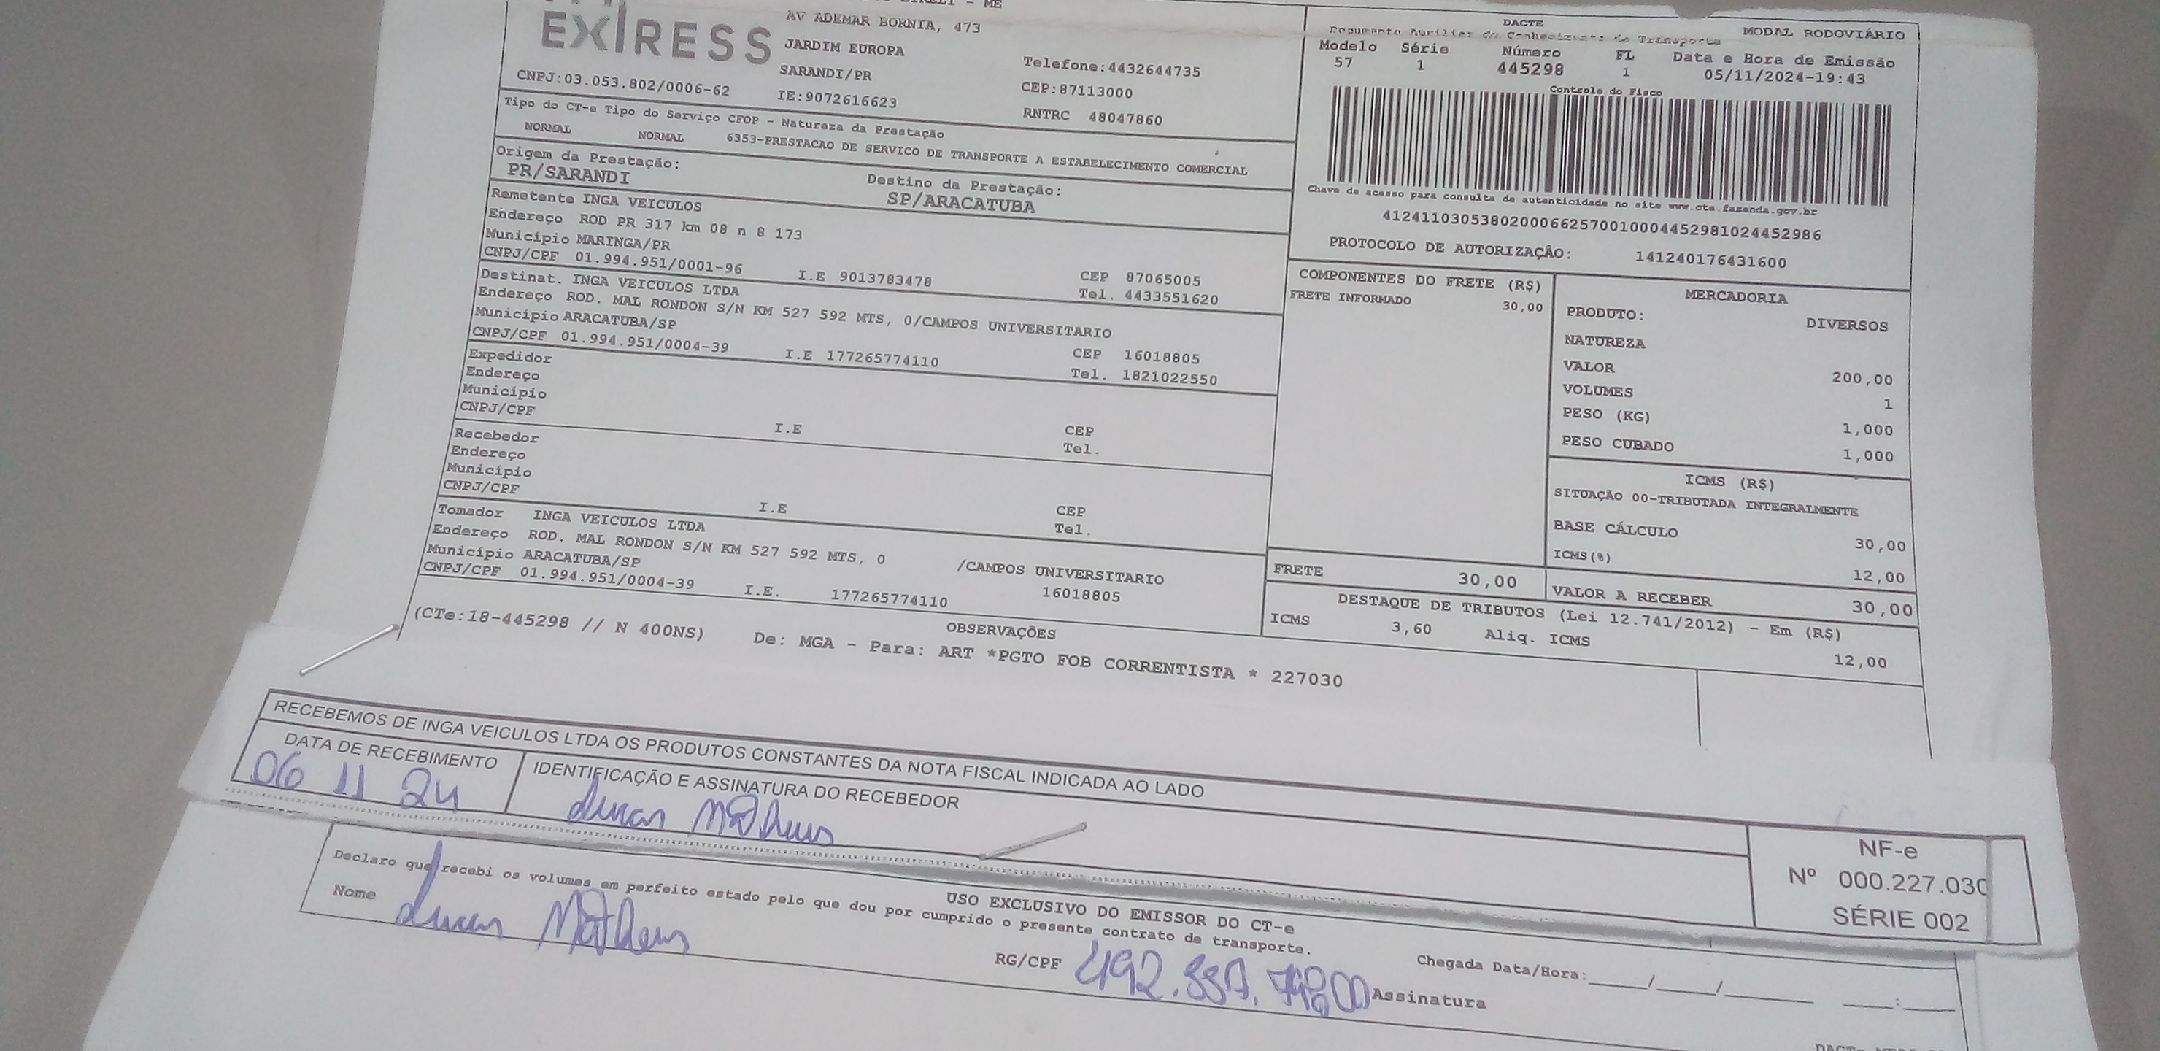 - ME
EXPRESS
AV ADEMAR BORNIA, 473
JARDIM EUROPA
SARANDI/PR
Telefone:4432644735
CNPJ:03.053.802/0006-62
IE:9072616623
CEP:87113000
RNTRC 48047860
DACTE
Documento Auxiliar do Conhecimento de Transporte
MODAL RODOVIÁRIO
Modelo Série Número FL Data e Hora de Emissão
57 1 445298 1 05/11/2024-19:43
Controle do Fisco
Chave de acesso para consulta de autenticidade no site www.cte.fazenda.gov.br
41241103053802000662570010004452981024452986
PROTOCOLO DE AUTORIZAÇÃO: 141240176431600
Tipo do CT-e Tipo do Serviço CFOP - Natureza da Prestação
NORMAL NORMAL 6353-PRESTACAO DE SERVICO DE TRANSPORTE A ESTABELECIMENTO COMERCIAL
Origem da Prestação:
PR/SARANDI
Destino da Prestação:
SP/ARACATUBA
Remetente INGA VEICULOS
Endereço ROD PR 317 km 08 n 8 173
Município MARINGA/PR
CNPJ/CPF 01.994.951/0001-96 I.E 9013783478
CEP 87065005
Tel. 4433551620
Destinat. INGA VEICULOS LTDA
Endereço ROD. MAL RONDON S/N KM 527 592 MTS, 0/CAMPOS UNIVERSITARIO
Município ARACATUBA/SP
CNPJ/CPF 01.994.951/0004-39 I.E 177265774110
CEP 16018805
Tel. 1821022550
Expedidor
Endereço
Município
CNPJ/CPF
I.E
CEP
Tel.
Recebedor
Endereço
Município
CNPJ/CPF
I.E
CEP
Tel.
Tomador INGA VEICULOS LTDA
Endereço ROD. MAL RONDON S/N KM 527 592 MTS, 0 /CAMPOS UNIVERSITARIO
Município ARACATUBA/SP
16018805
CNPJ/CPF 01.994.951/0004-39 I.E. 177265774110
COMPONENTES DO FRETE (R$)
FRETE INFORMADO 30,00
MERCADORIA
PRODUTO: DIVERSOS
NATUREZA
VALOR 200,00
VOLUMES 1
PESO (KG) 1,000
PESO CUBADO 1,000
ICMS (R$)
SITUAÇÃO 00-TRIBUTADA INTEGRALMENTE
BASE CÁLCULO 30,00
ICMS(%) 12,00
FRETE 30,00
VALOR A RECEBER 30,00
DESTAQUE DE TRIBUTOS (Lei 12.741/2012) - Em (R$)
ICMS 3,60 Aliq. ICMS 12,00
OBSERVAÇÕES
(CTe:18-445298 // N 400NS) De: MGA - Para: ART *PGTO FOB CORRENTISTA * 227030
RECEBEMOS DE INGA VEICULOS LTDA OS PRODUTOS CONSTANTES DA NOTA FISCAL INDICADA AO LADO
DATA DE RECEBIMENTO
IDENTIFICAÇÃO E ASSINATURA DO RECEBEDOR
06 11 24
Lucas Matheus
NF-e
Nº 000.227.030
SÉRIE 002
USO EXCLUSIVO DO EMISSOR DO CT-e
Declaro que recebi os volumes em perfeito estado pelo que dou por cumprido o presente contrato de transporte.
Nome Lucas Matheus
RG/CPF
Assinatura
Chegada Data/Hora:____/____/______ ____:____